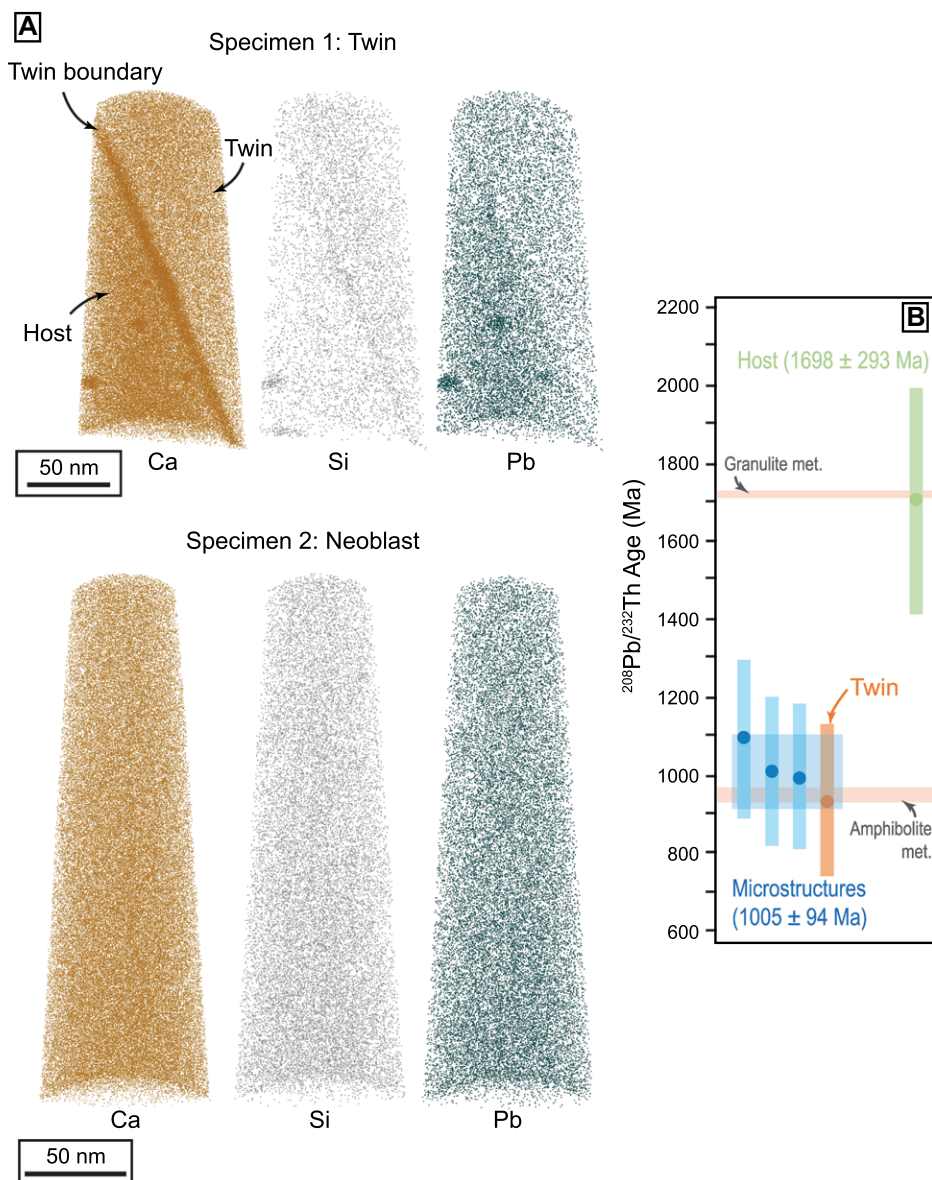 A
Specimen 1: Twin
Twin boundary
Twin
Host
Ca
Si
Pb
50 nm
Specimen 2: Neoblast
Ca
Si
Pb
50 nm
B
²⁰⁸Pb/²³²Th Age (Ma)
2200
2000
1800
1600
1400
1200
1000
800
600
Host (1698 ± 293 Ma)
Granulite met.
Twin
Amphibolite
met.
Microstructures
(1005 ± 94 Ma)